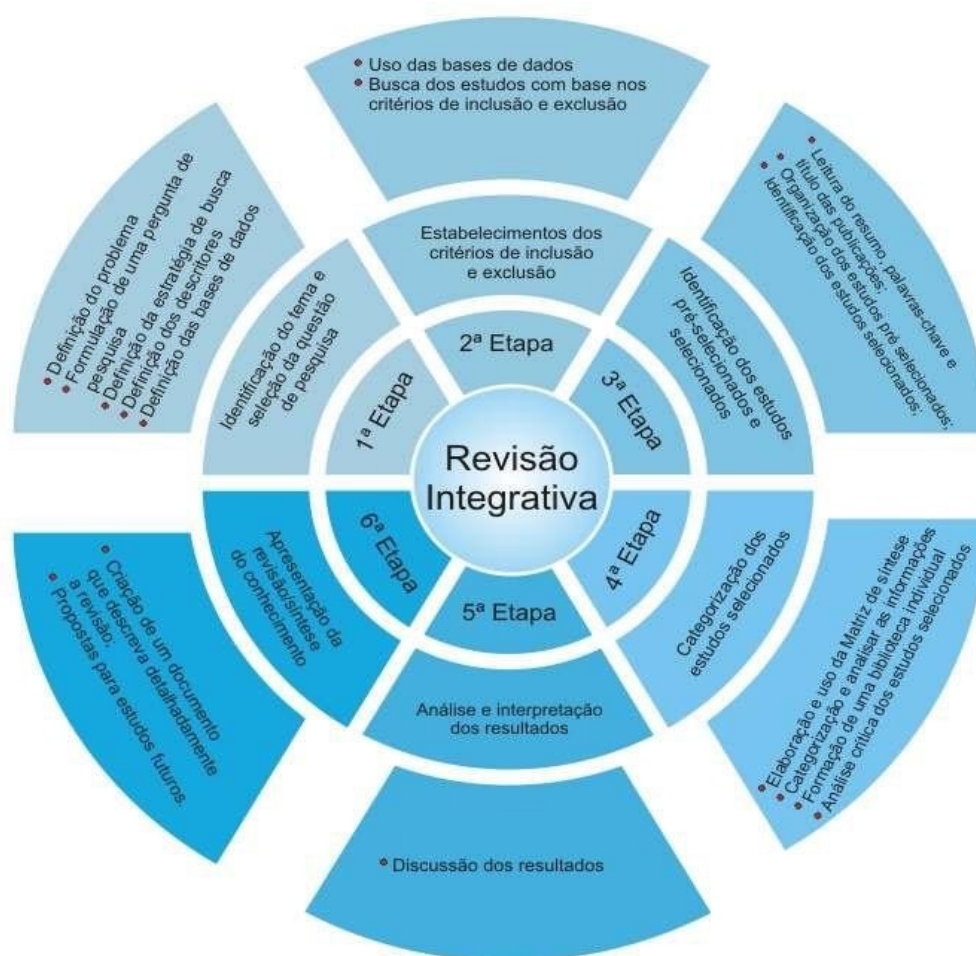 Revisão
Integrativa
1ª Etapa
Identificação do tema e
seleção da questão
de pesquisa
• Definição do problema
• Formulação de uma pergunta de
pesquisa
• Definição da estratégia de busca
• Definição dos descritores
• Definição das bases de dados
2ª Etapa
Estabelecimentos dos
critérios de inclusão
e exclusão
• Uso das bases de dados
• Busca dos estudos com base nos
critérios de inclusão e exclusão
3ª Etapa
Identificação dos estudos
pré-selecionados e
selecionados
• Leitura do resumo, palavras-chave e
título das publicações;
• Organização dos estudos pré selecionados;
• Identificação dos estudos selecionados;
4ª Etapa
Categorização dos
estudos selecionados
• Elaboração e uso da Matriz de síntese
• Categorização e analisar as informações
• Formação de uma biblioteca individual
• Análise crítica dos estudos selecionados
5ª Etapa
Análise e interpretação
dos resultados
• Discussão dos resultados
6ª Etapa
Apresentação da
revisão/síntese
do conhecimento
• Criação de um documento
que descreva detalhadamente
a revisão;
• Propostas para estudos futuros.